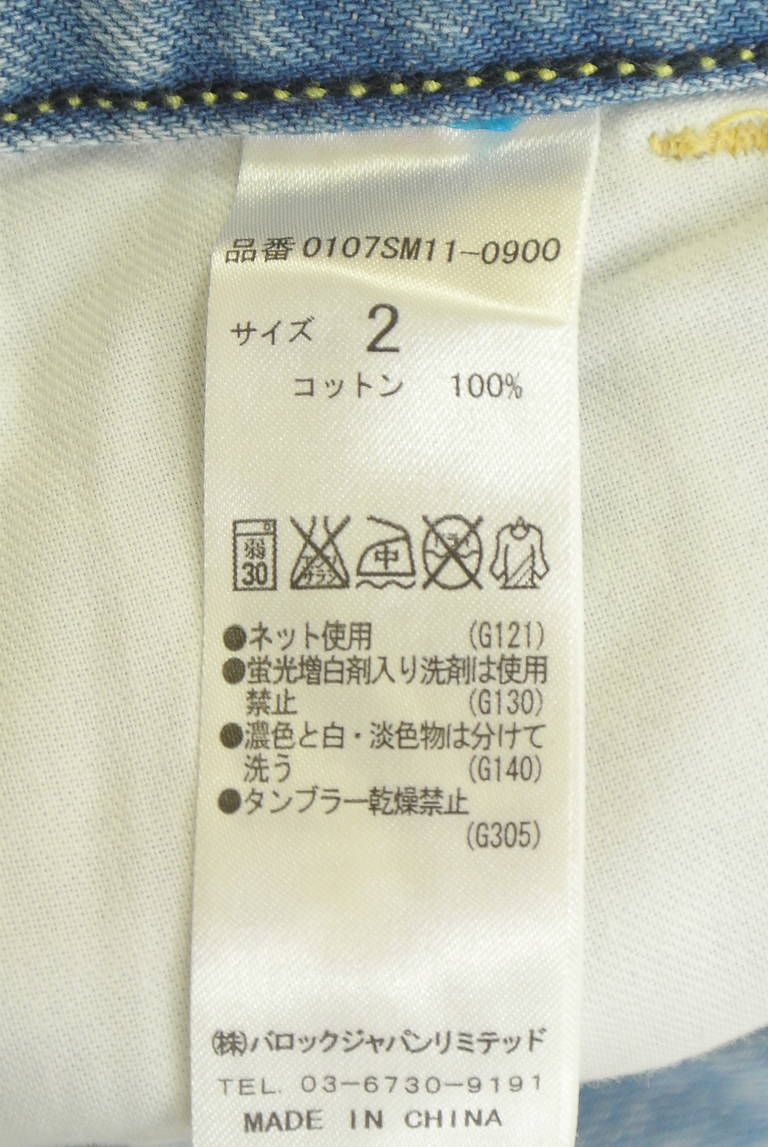 品番 0107SM11-0900
サイズ 2
コットン 100%
弱 中
30
●ネット使用 (G121)
●蛍光増白剤入り洗剤は使用
禁止 (G130)
●濃色と白・淡色物は分けて
洗う (G140)
●タンブラー乾燥禁止
(G305)
㈱バロックジャパンリミテッド
TEL. 03-6730-9191
MADE IN CHINA